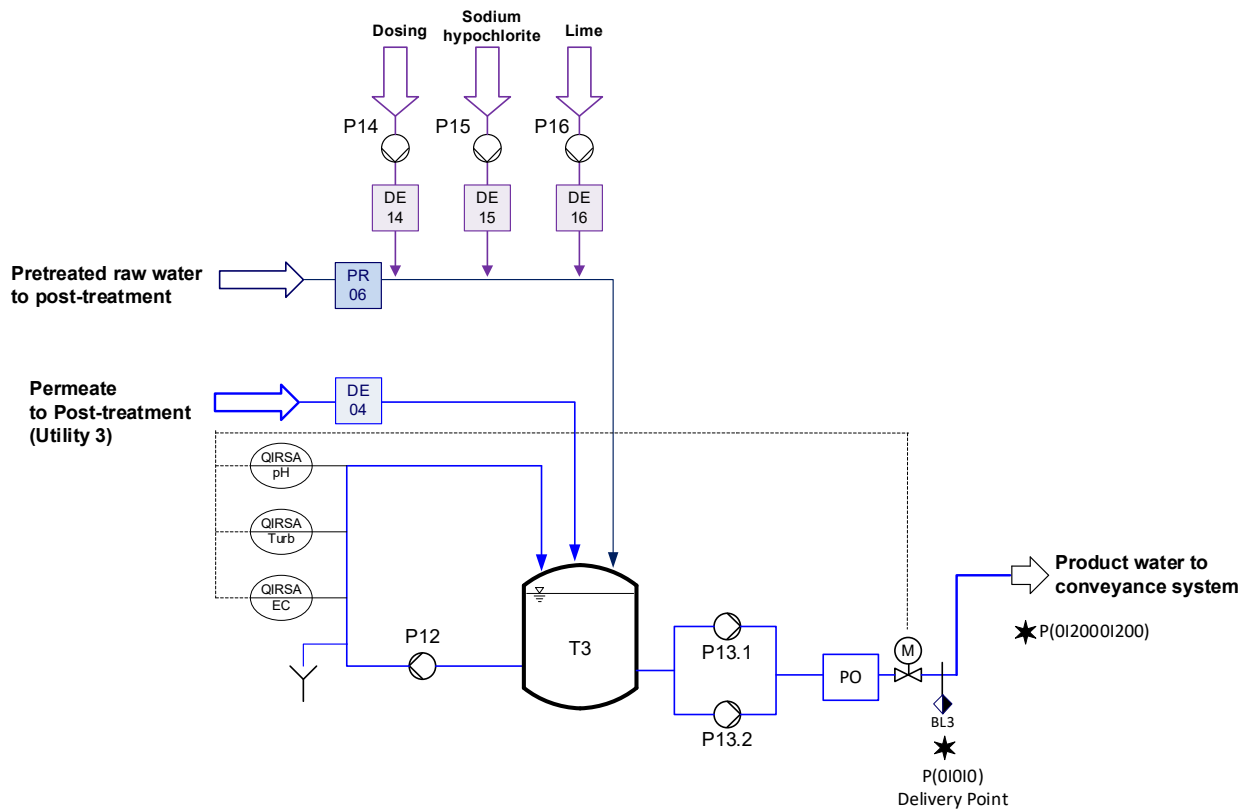 Dosing
Sodium
hypochlorite
Lime
P14
P15
P16
DE
14
DE
15
DE
16
Pretreated raw water
to post-treatment
PR
06
Permeate
to Post-treatment
(Utility 3)
DE
04
QIRSA
pH
QIRSA
Turb
QIRSA
EC
P12
T3
P13.1
P13.2
PO
M
BL3
Product water to
conveyance system
P(0I2000I200)
P(0I0I0)
Delivery Point